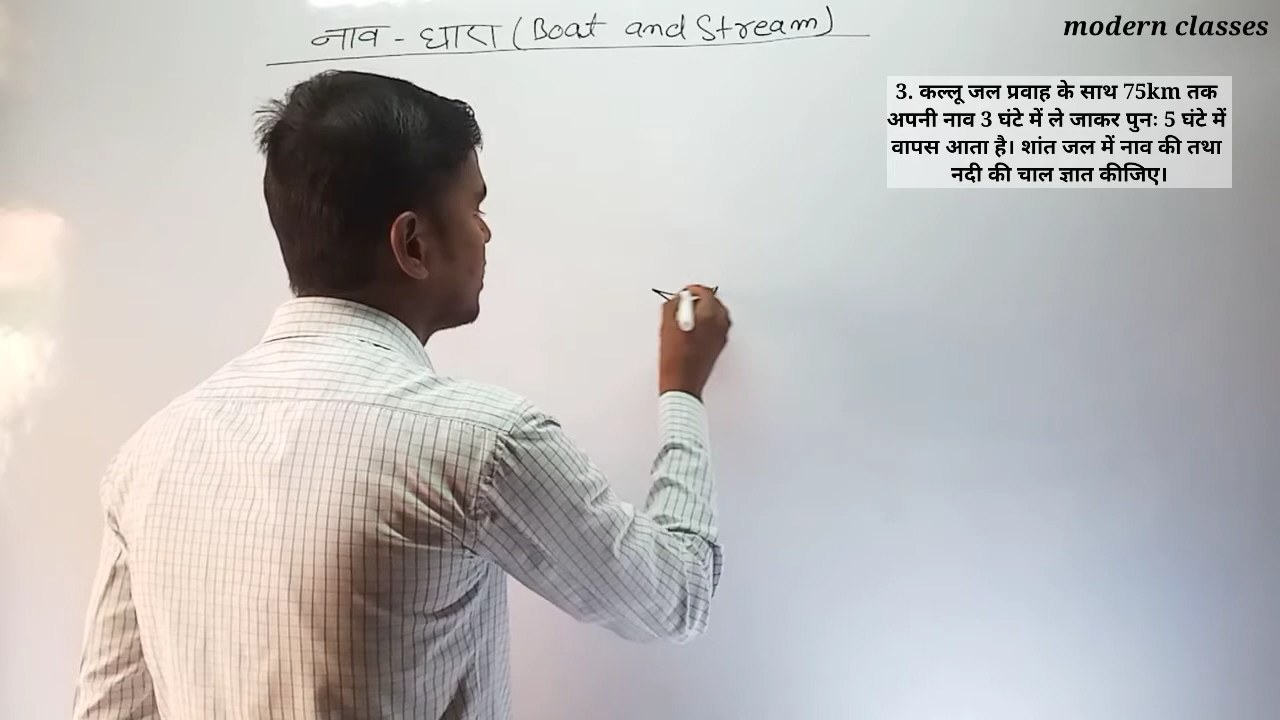 नाव - धारा (Boat and Stream)
modern classes
3. कल्लू जल प्रवाह के साथ 75km तक
अपनी नाव 3 घंटे में ले जाकर पुनः 5 घंटे में
वापस आता है। शांत जल में नाव की तथा
नदी की चाल ज्ञात कीजिए।